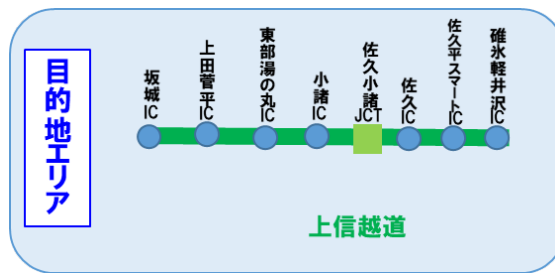 目的地エリア
坂城IC
上田菅平IC
東部湯の丸IC
小諸IC
佐久小諸JCT
佐久IC
佐久平スマートIC
碓氷軽井沢IC
上信越道